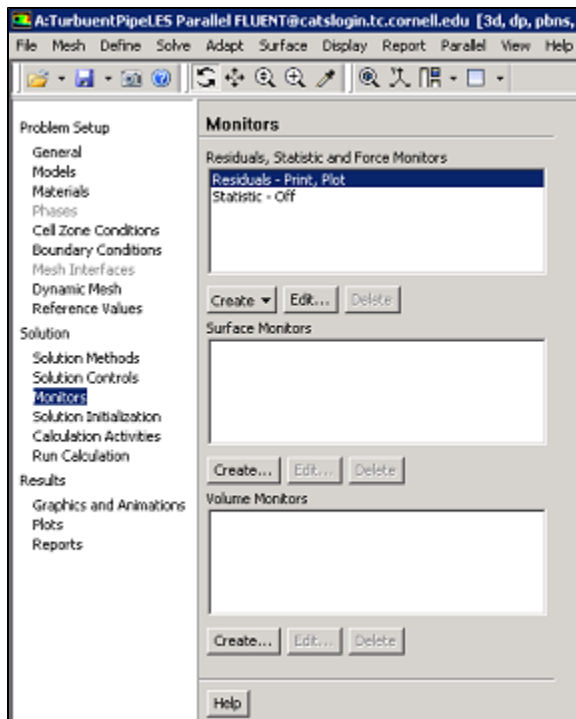 A:TurbuentPipeLES Parallel FLUENT@catslogin.tc.cornell.edu [3d, dp, pbns,
File Mesh Define Solve Adapt Surface Display Report Parallel View Help
Problem Setup
General
Models
Materials
Phases
Cell Zone Conditions
Boundary Conditions
Mesh Interfaces
Dynamic Mesh
Reference Values
Solution
Solution Methods
Solution Controls
Monitors
Solution Initialization
Calculation Activities
Run Calculation
Results
Graphics and Animations
Plots
Reports
Monitors
Residuals, Statistic and Force Monitors
Residuals - Print, Plot
Statistic - Off
Create Edit... Delete
Surface Monitors
Create... Edit... Delete
Volume Monitors
Create... Edit... Delete
Help